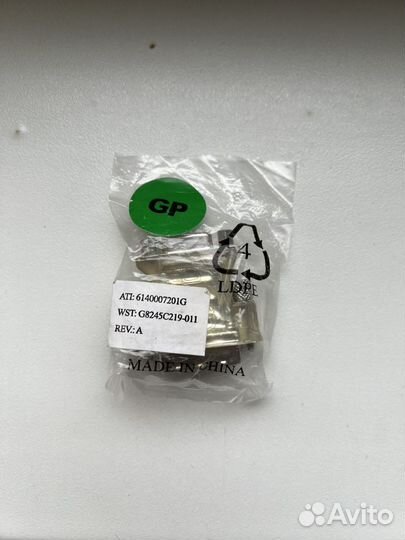 GP
4
LDPE
ATI: 6140007201G
WST: G8245C219-011
REV.: A
MADE IN CHINA
Avito